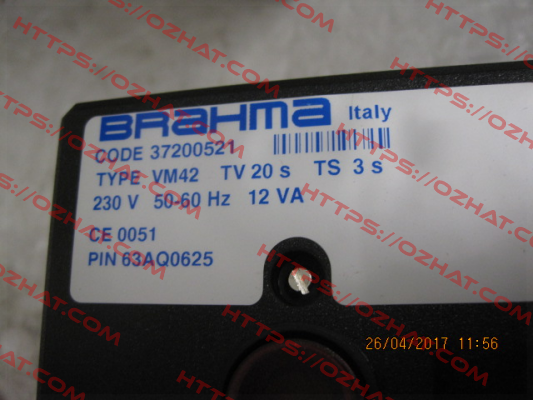 BRAHMA Italy
CODE 37200521
TYPE VM42 TV 20 s TS 3 s
230 V 50-60 Hz 12 VA
CE 0051
PIN 63AQ0625
26/04/2017 11:56
HTTPS://OZHAT.COM